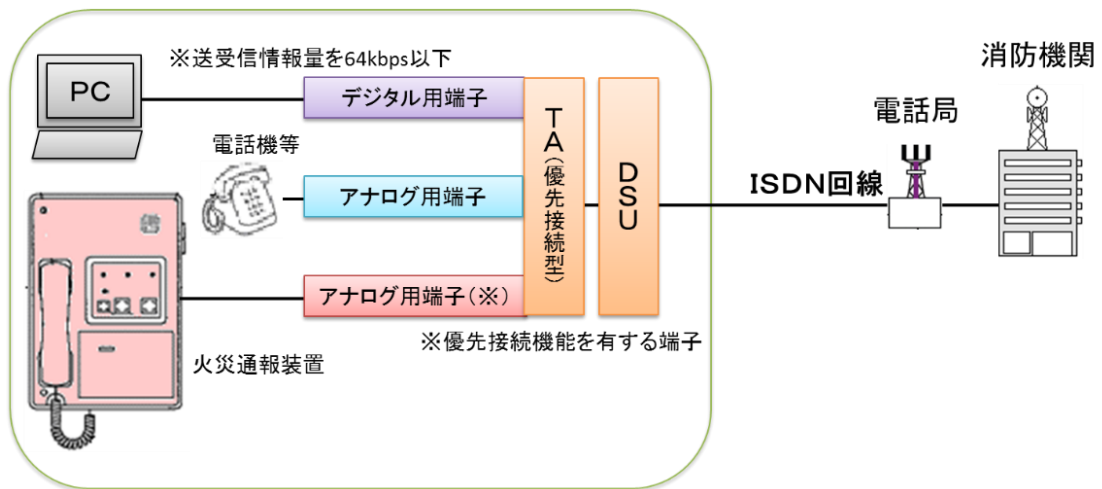 ※送受信情報量を64kbps以下
PC
デジタル用端子
電話機等
アナログ用端子
アナログ用端子(※)
火災通報装置
※優先接続機能を有する端子
TA(優先接続型)
DSU
ISDN回線
電話局
消防機関